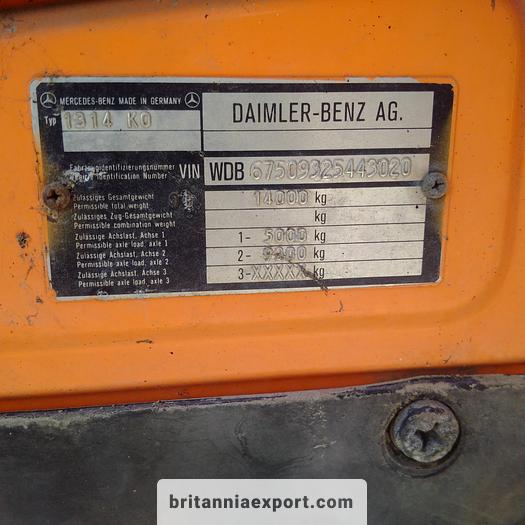 MERCEDES-BENZ MADE IN GERMANY
DAIMLER-BENZ AG.
Typ 1314 KO
Fahrzeugidentifizierungsnummer
Vehicle Identification Number VIN WDB 67509325443020
Zulässiges Gesamtgewicht
Permissible total weight 14000 kg
Zulässiges Zug-Gesamtgewicht
Permissible combination weight kg
Zulässige Achslast, Achse 1
Permissible axle load, axle 1 1- 5000 kg
Zulässige Achslast, Achse 2
Permissible axle load, axle 2 2- 9200 kg
Zulässige Achslast, Achse 3
Permissible axle load, axle 3 3- XXXXX kg
britanniaexport.com